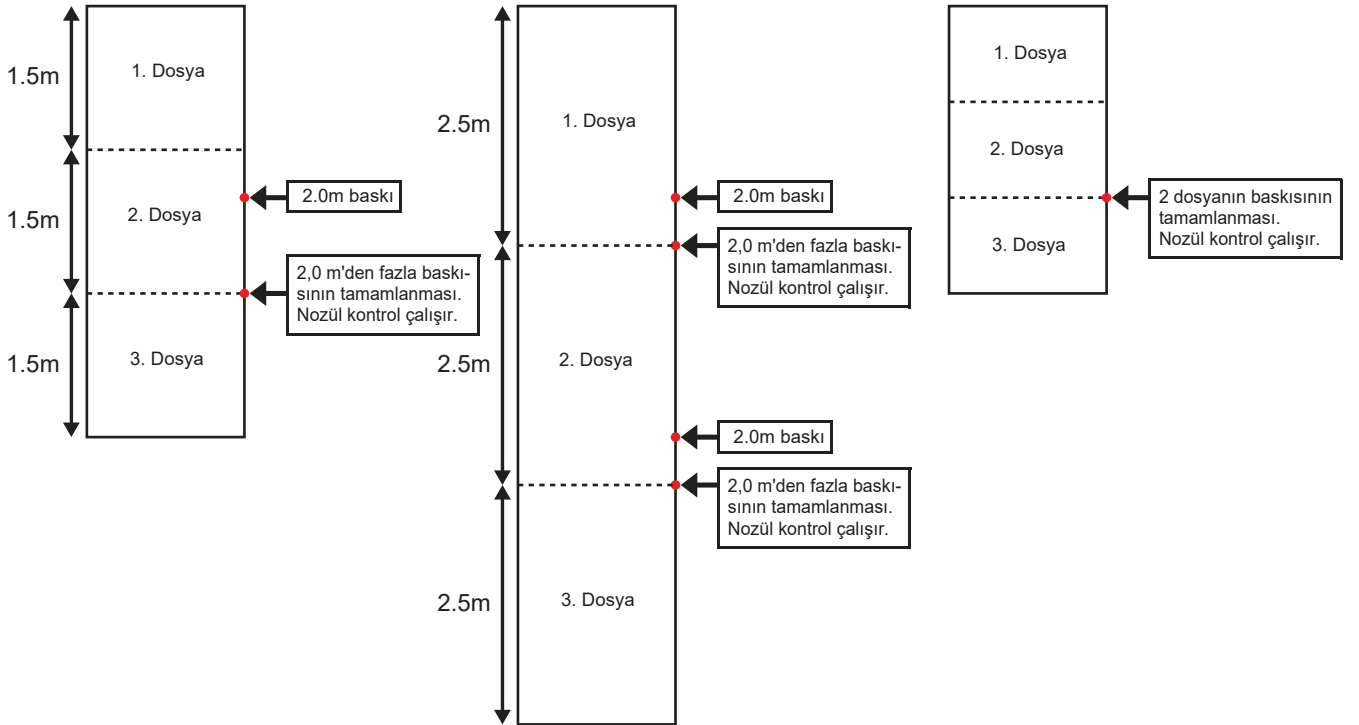 1.5m
1. Dosya
1.5m
2. Dosya
2.0m baskı
2,0 m'den fazla baskı-
sının tamamlanması.
Nozül kontrol çalışır.
1.5m
3. Dosya
2.5m
1. Dosya
2.0m baskı
2,0 m'den fazla baskı-
sının tamamlanması.
Nozül kontrol çalışır.
2.5m
2. Dosya
2.0m baskı
2,0 m'den fazla baskı-
sının tamamlanması.
Nozül kontrol çalışır.
2.5m
3. Dosya
1. Dosya
2. Dosya
2 dosyanın baskısının
tamamlanması.
Nozül kontrol çalışır.
3. Dosya